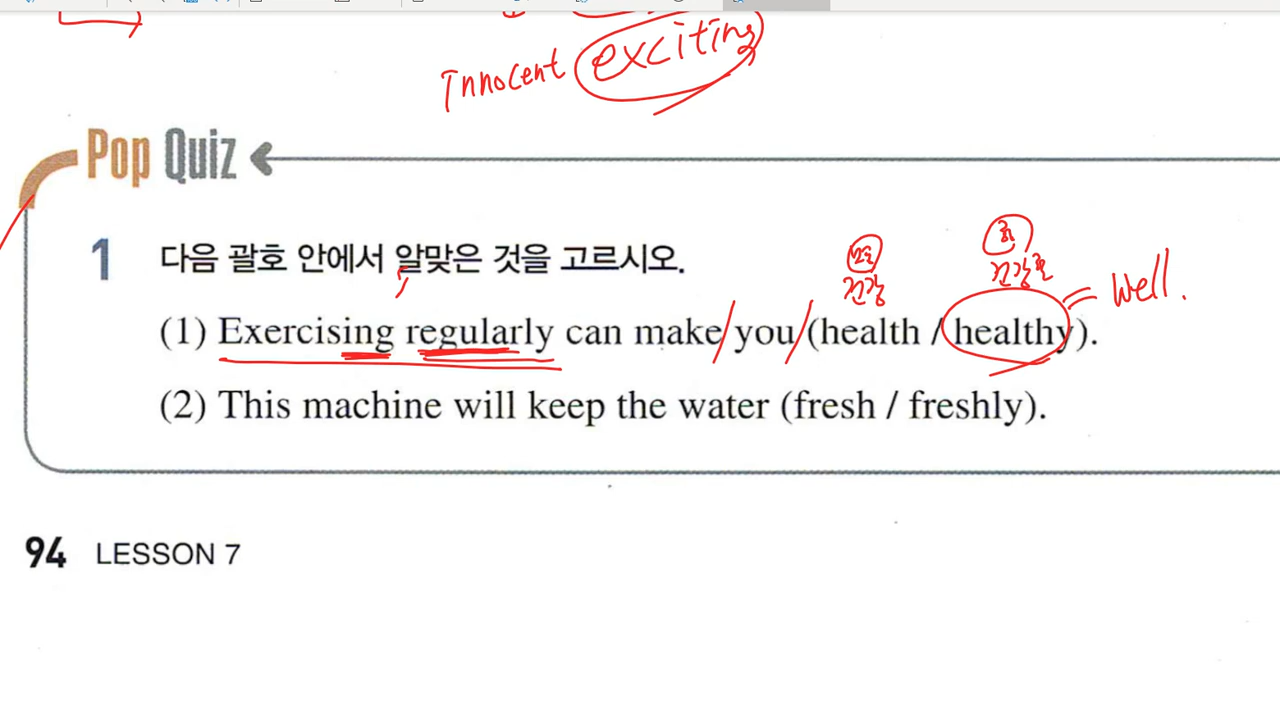 Innocent exciting
Pop Quiz
1 다음 괄호 안에서 알맞은 것을 고르시오.
건강 건강한 Well.
(1) Exercising regularly can make/you/(health / healthy).
(2) This machine will keep the water (fresh / freshly).
94 LESSON 7